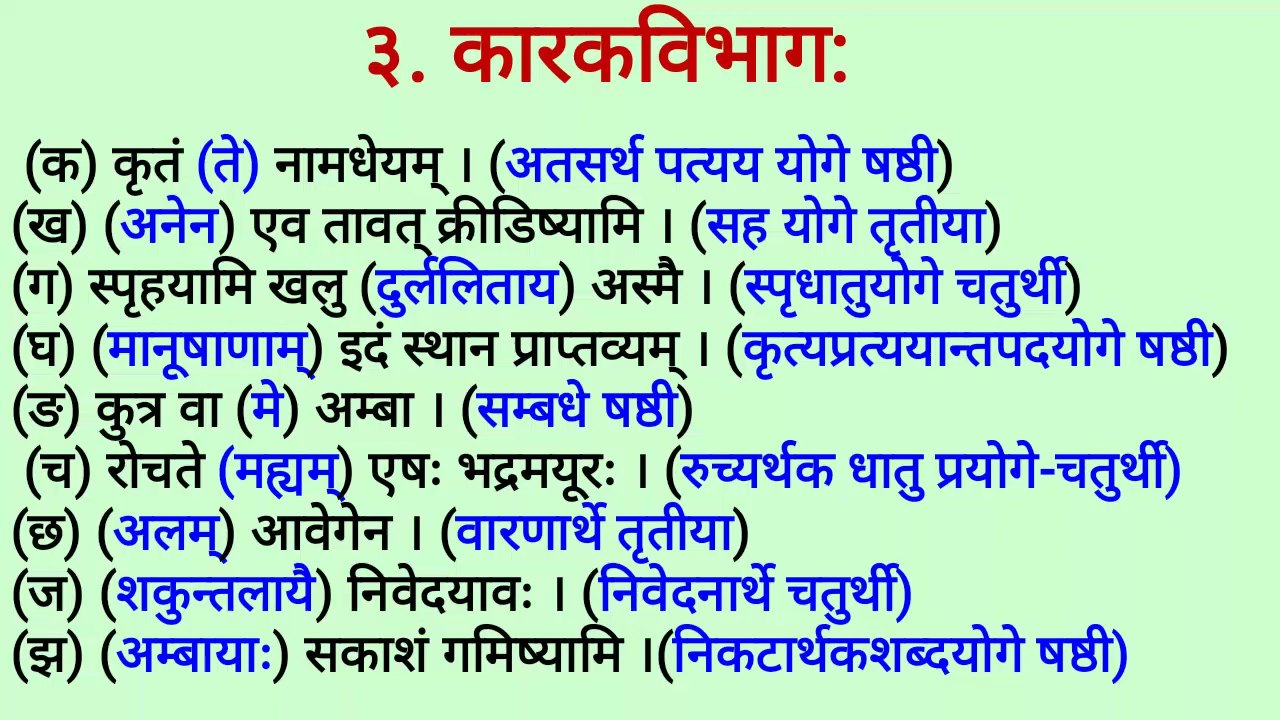 ३. कारकविभाग:
(क) कृतं (ते) नामधेयम् । (अतसर्थ पत्यय योगे षष्ठी)
(ख) (अनेन) एव तावत् क्रीडिष्यामि । (सह योगे तृतीया)
(ग) स्पृहयामि खलु (दुर्ललिताय) अस्मै । (स्पृधातुयोगे चतुर्थी)
(घ) (मानूषाणाम्) इदं स्थान प्राप्तव्यम् । (कृत्यप्रत्ययान्तपदयोगे षष्ठी)
(ङ) कुत्र वा (मे) अम्बा । (सम्बधे षष्ठी)
(च) रोचते (मह्यम्) एषः भद्रमयूरः । (रुच्यर्थक धातु प्रयोगे-चतुर्थी)
(छ) (अलम्) आवेगेन । (वारणार्थे तृतीया)
(ज) (शकुन्तलायै) निवेदयावः । (निवेदनार्थे चतुर्थी)
(झ) (अम्बायाः) सकाशं गमिष्यामि ।(निकटार्थकशब्दयोगे षष्ठी)